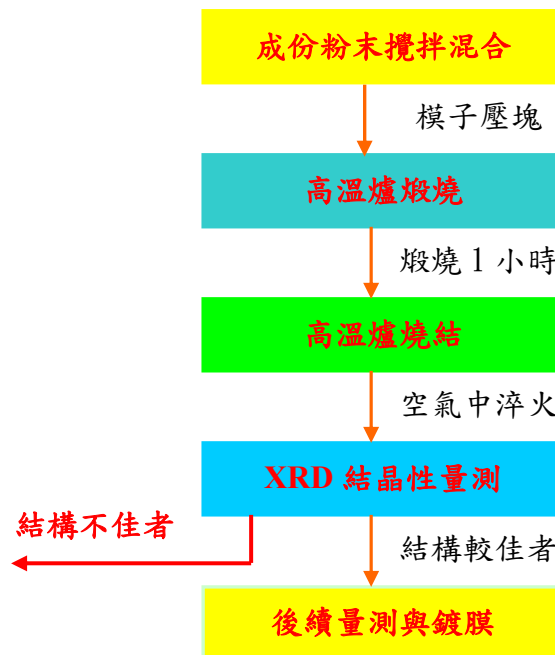 成份粉末攪拌混合
模子壓塊
高溫爐煅燒
煅燒 1 小時
高溫爐燒結
空氣中淬火
XRD 結晶性量測
結構不佳者
結構較佳者
後續量測與鍍膜